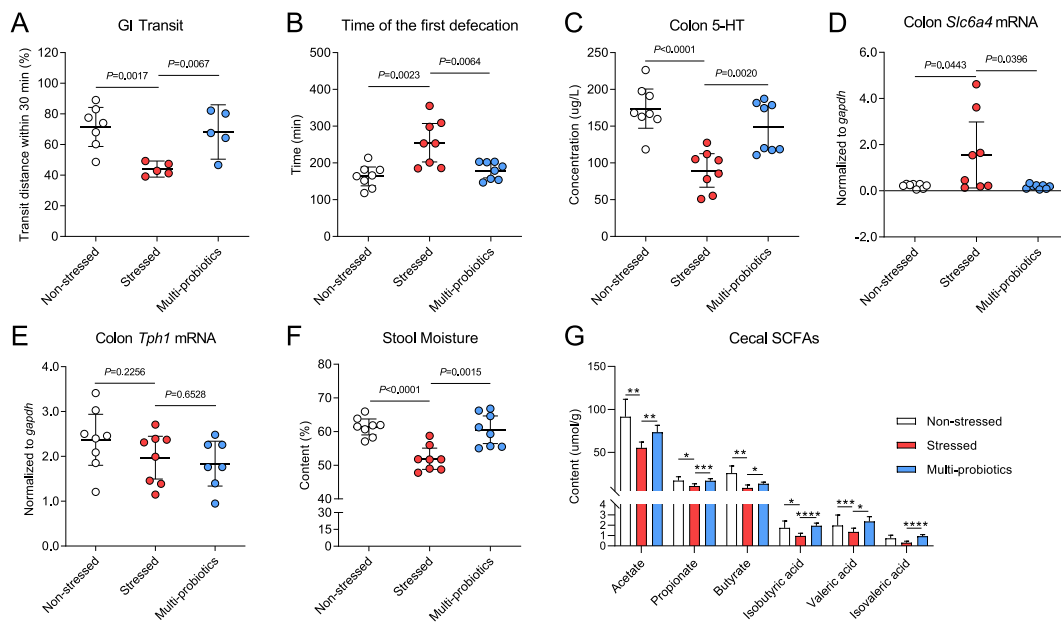 A
GI Transit
Transit distance within 30 min (%)
120
100
80
60
40
20
0
P=0.0017
P=0.0067
Non-stressed
Stressed
Multi-probiotics
B
Time of the first defecation
Time (min)
500
400
300
200
100
0
P=0.0023
P=0.0064
Non-stressed
Stressed
Multi-probiotics
C
Colon 5-HT
Concentration (ug/L)
250
200
150
100
50
0
P<0.0001
P=0.0020
Non-stressed
Stressed
Multi-probiotics
D
Colon Slc6a4 mRNA
Normalized to gapdh
6.0
4.0
2.0
0.0
-2.0
P=0.0443
P=0.0396
Non-stressed
Stressed
Multi-probiotics
E
Colon Tph1 mRNA
Normalized to gapdh
4.0
3.0
2.0
1.0
0.0
P=0.2256
P=0.6528
Non-stressed
Stressed
Multi-probiotics
F
Stool Moisture
Content (%)
80
70
60
50
30
20
10
0
P<0.0001
P=0.0015
Non-stressed
Stressed
Multi-probiotics
G
Cecal SCFAs
Content (umol/g)
150
100
50
4
3
2
1
0
**
**
*
***
**
*
*
****
***
*
****
Non-stressed
Stressed
Multi-probiotics
Acetate
Propionate
Butyrate
Isobutyric acid
Valeric acid
Isovaleric acid